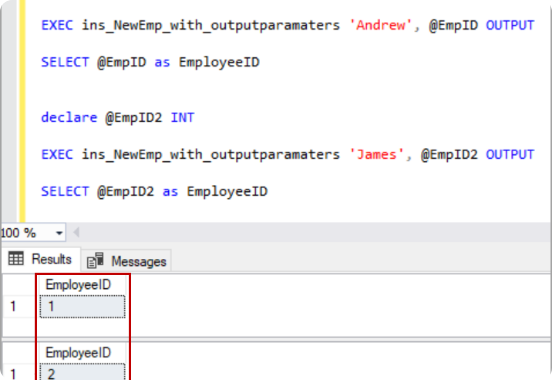 EXEC ins_NewEmp_with_outputparamaters 'Andrew', @EmpID OUTPUT
SELECT @EmpID as EmployeeID
declare @EmpID2 INT
EXEC ins_NewEmp_with_outputparamaters 'James', @EmpID2 OUTPUT
SELECT @EmpID2 as EmployeeID
100 %
Results Messages
EmployeeID
1 1
EmployeeID
1 2